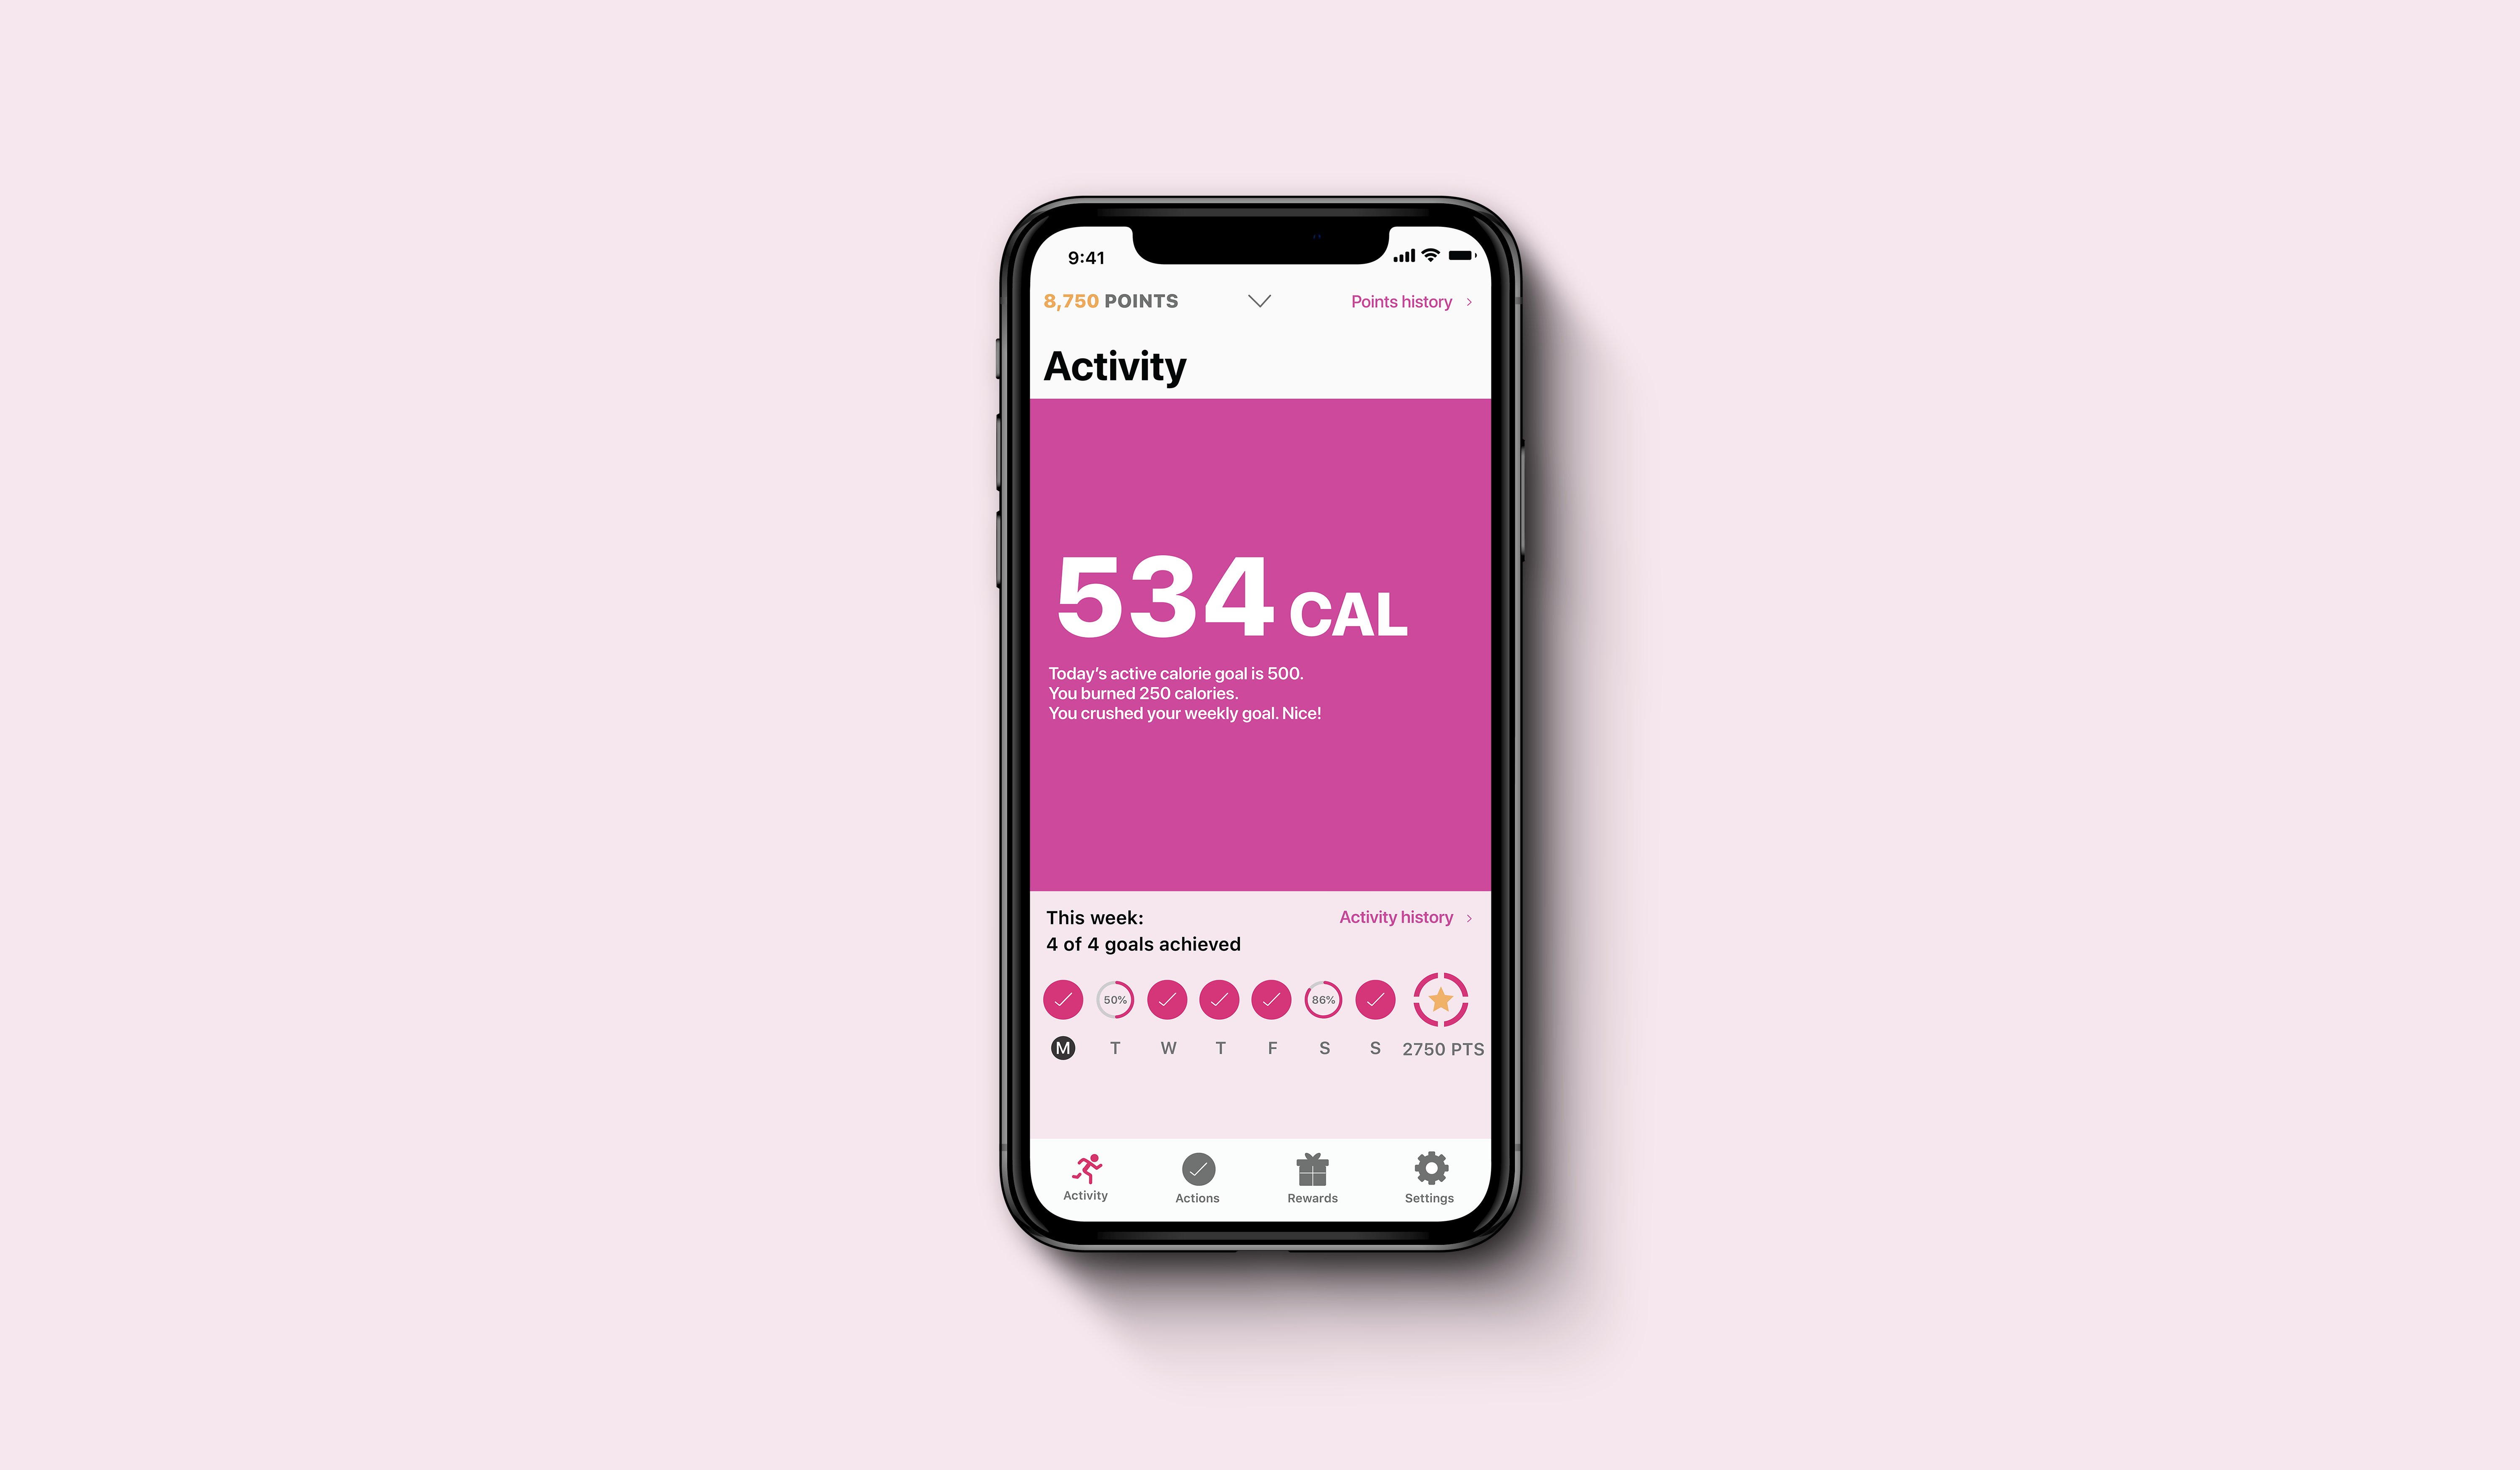 9:41
8,750 POINTS
Points history
Activity
534 CAL
Today's active calorie goal is 500.
You burned 250 calories.
You crushed your weekly goal. Nice!
This week:
Activity history
4 of 4 goals achieved
50% 86%
M T W T F S S 2750 PTS
Activity Actions Rewards Settings